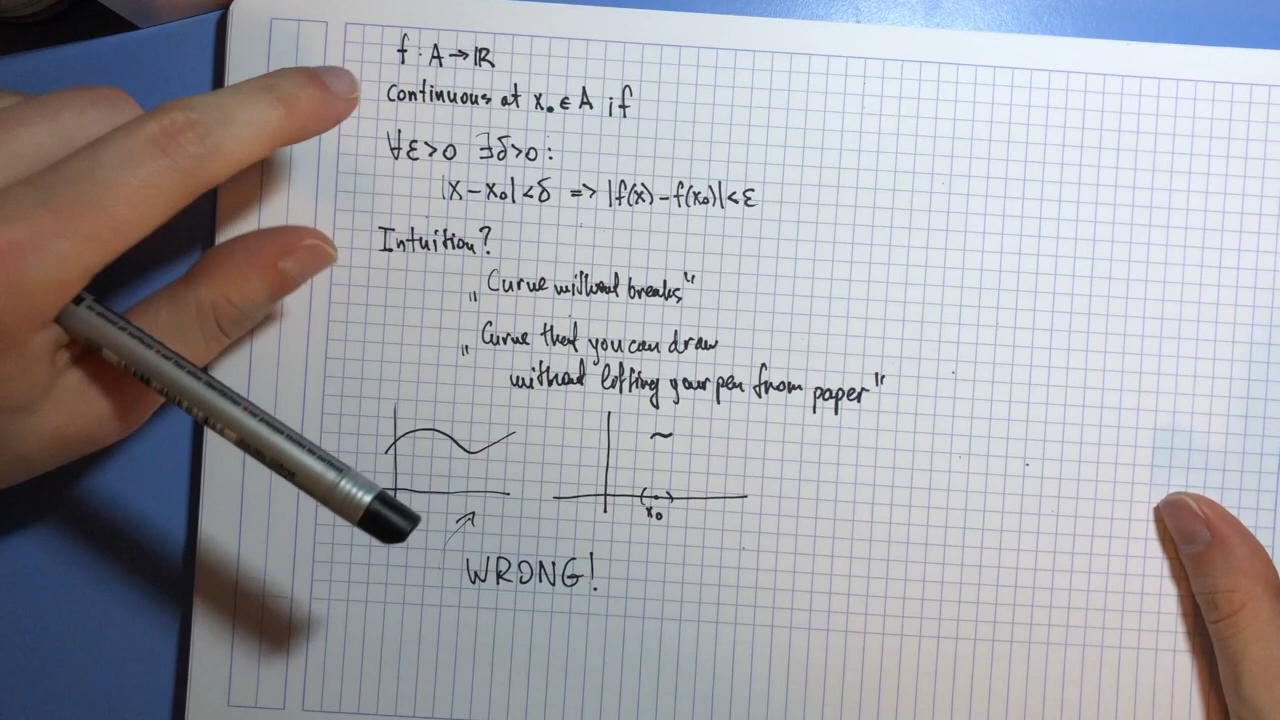 f: A → ℝ
continuous at x₀ ∈ A if
∀ε>0 ∃δ>0:
|x-x₀|<δ => |f(x)-f(x₀)|<ε
Intuition?
„Curve without breaks"
„Curve that you can draw
without lofting your pen from paper"
x₀
WRONG!